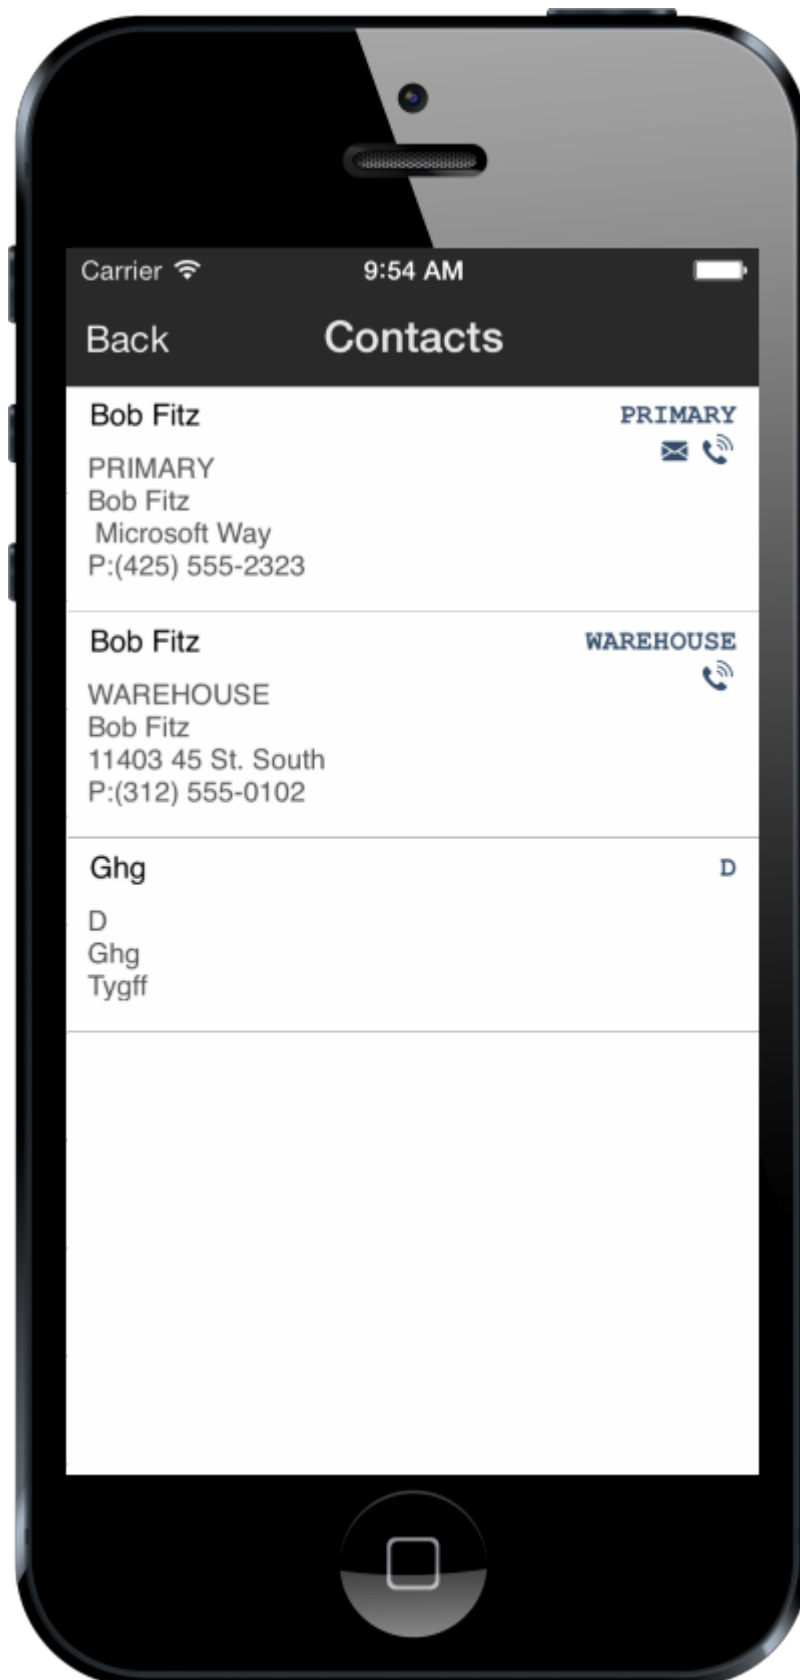 Carrier 9:54 AM
Back Contacts
Bob Fitz PRIMARY
PRIMARY
Bob Fitz
Microsoft Way
P:(425) 555-2323
Bob Fitz WAREHOUSE
WAREHOUSE
Bob Fitz
11403 45 St. South
P:(312) 555-0102
Ghg D
D
Ghg
Tygff